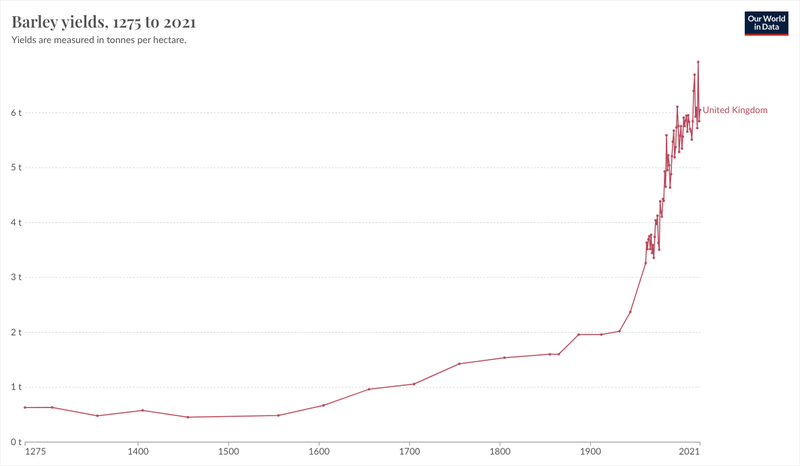 Barley yields, 1275 to 2021
Yields are measured in tonnes per hectare.
Our World
in Data
6 t
5 t
4 t
3 t
2 t
1 t
0 t
United Kingdom
1275 1400 1500 1600 1700 1800 1900 2021